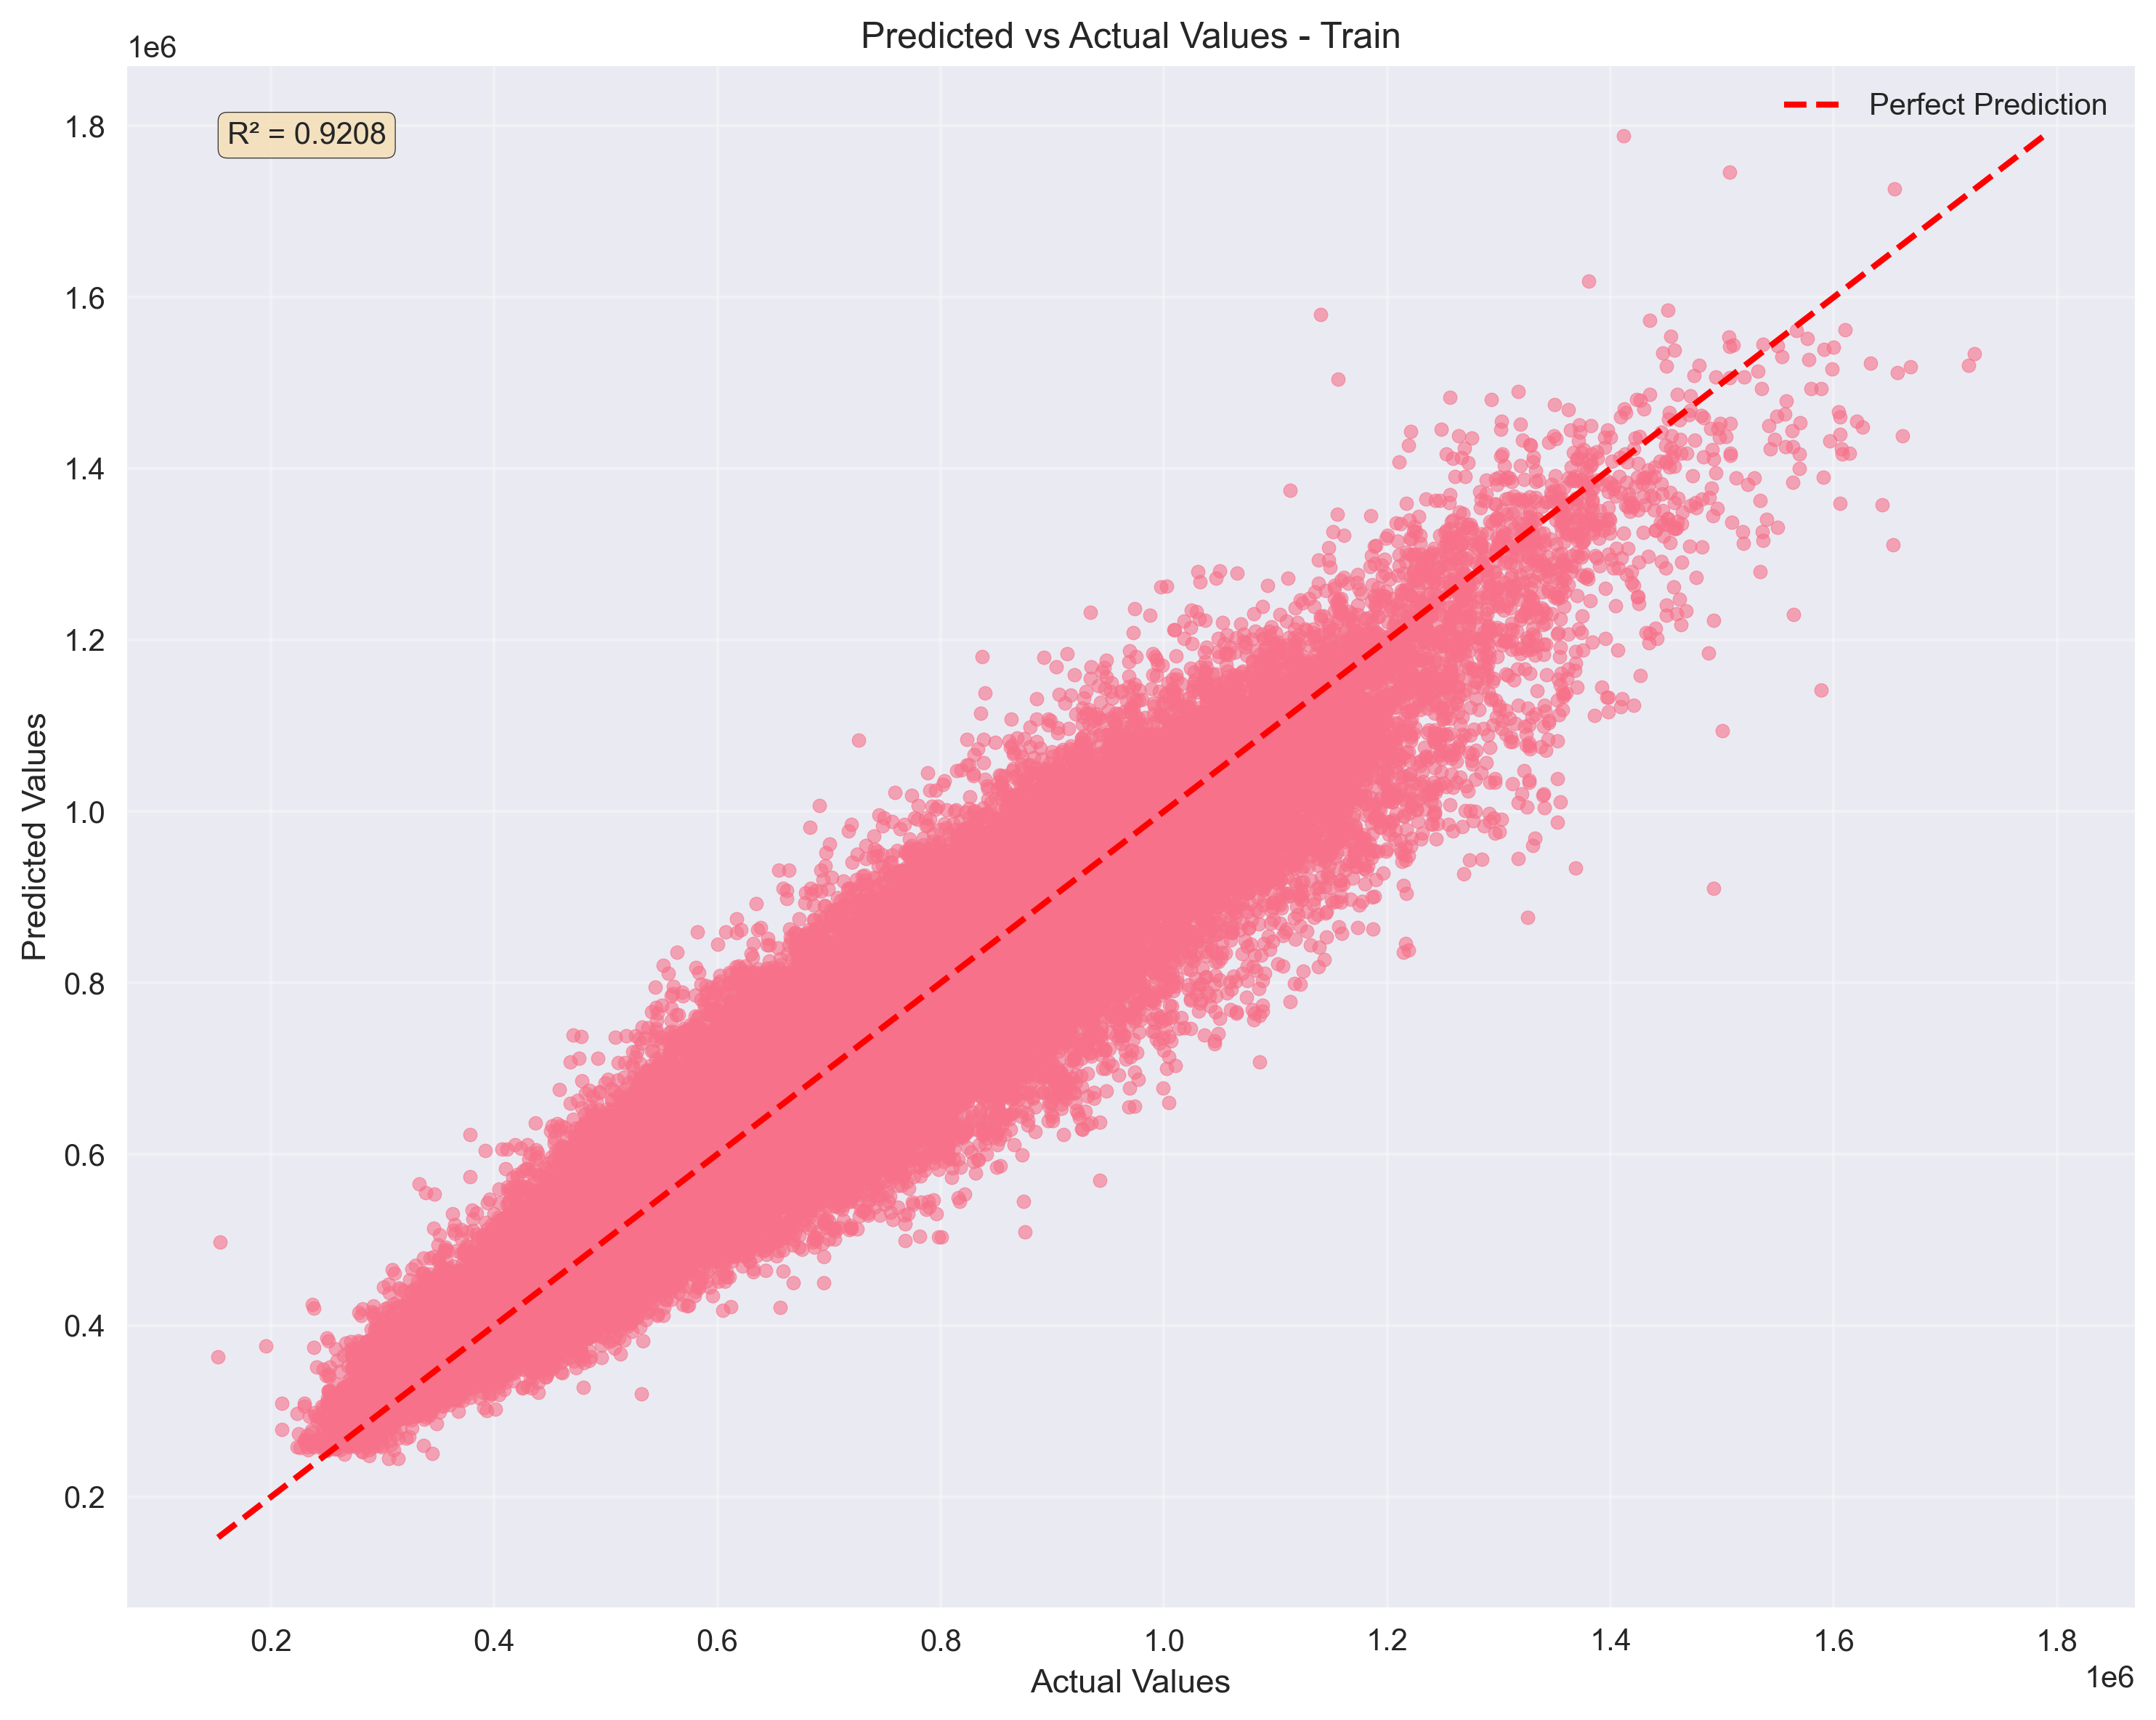 Predicted vs Actual Values - Train
1e6
R² = 0.9208
Perfect Prediction
1.8
1.6
1.4
1.2
1.0
0.8
0.6
0.4
0.2
Predicted Values
0.2 0.4 0.6 0.8 1.0 1.2 1.4 1.6 1.8
1e6
Actual Values